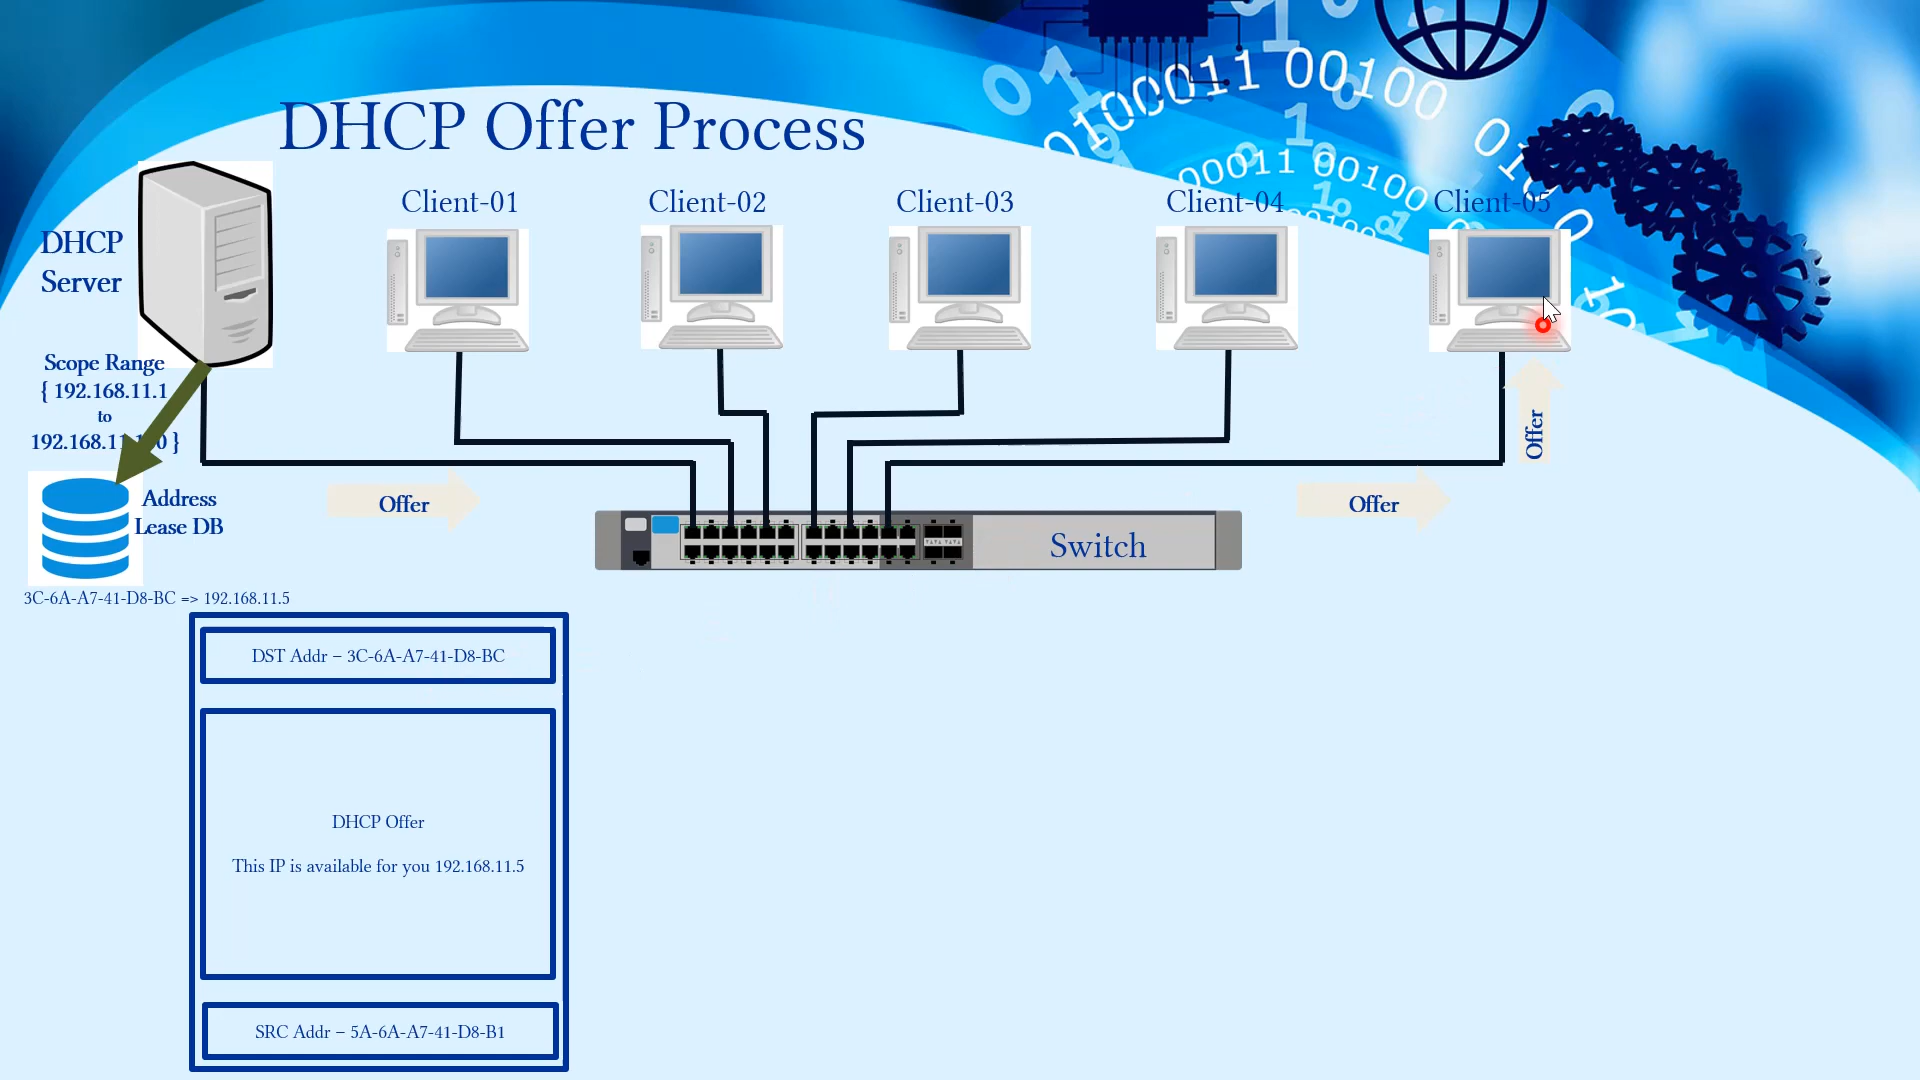 DHCP Offer Process
Client-01
Client-02
Client-03
Client-04
Client-05
DHCP
Server
Scope Range
{ 192.168.11.1
to
Address
Lease DB
3C-6A-A7-41-D8-BC => 192.168.11.5
Offer
Offer
Offer
Switch
DST Addr – 3C-6A-A7-41-D8-BC
DHCP Offer
This IP is available for you 192.168.11.5
SRC Addr – 5A-6A-A7-41-D8-B1